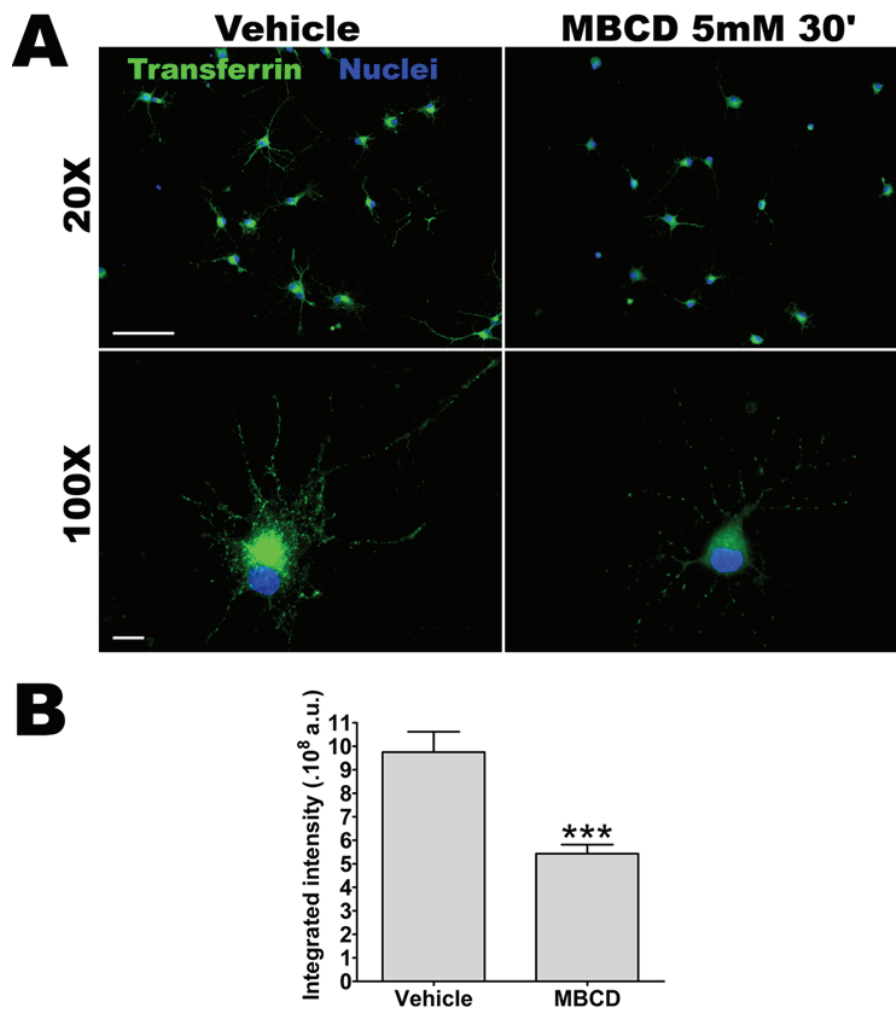 A
Vehicle
MBCD 5mM 30'
Transferrin Nuclei
20X
100X
B
Integrated intensity (.10⁸ a.u.)
11
10
9
8
7
6
5
4
3
2
1
0
***
Vehicle
MBCD